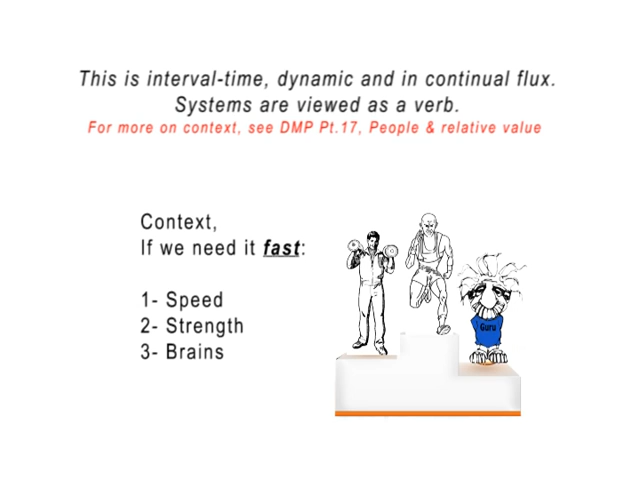 This is interval-time, dynamic and in continual flux.
Systems are viewed as a verb.
For more on context, see DMP Pt.17, People & relative value
Context,
If we need it fast:
1- Speed
2- Strength
3- Brains
Guru